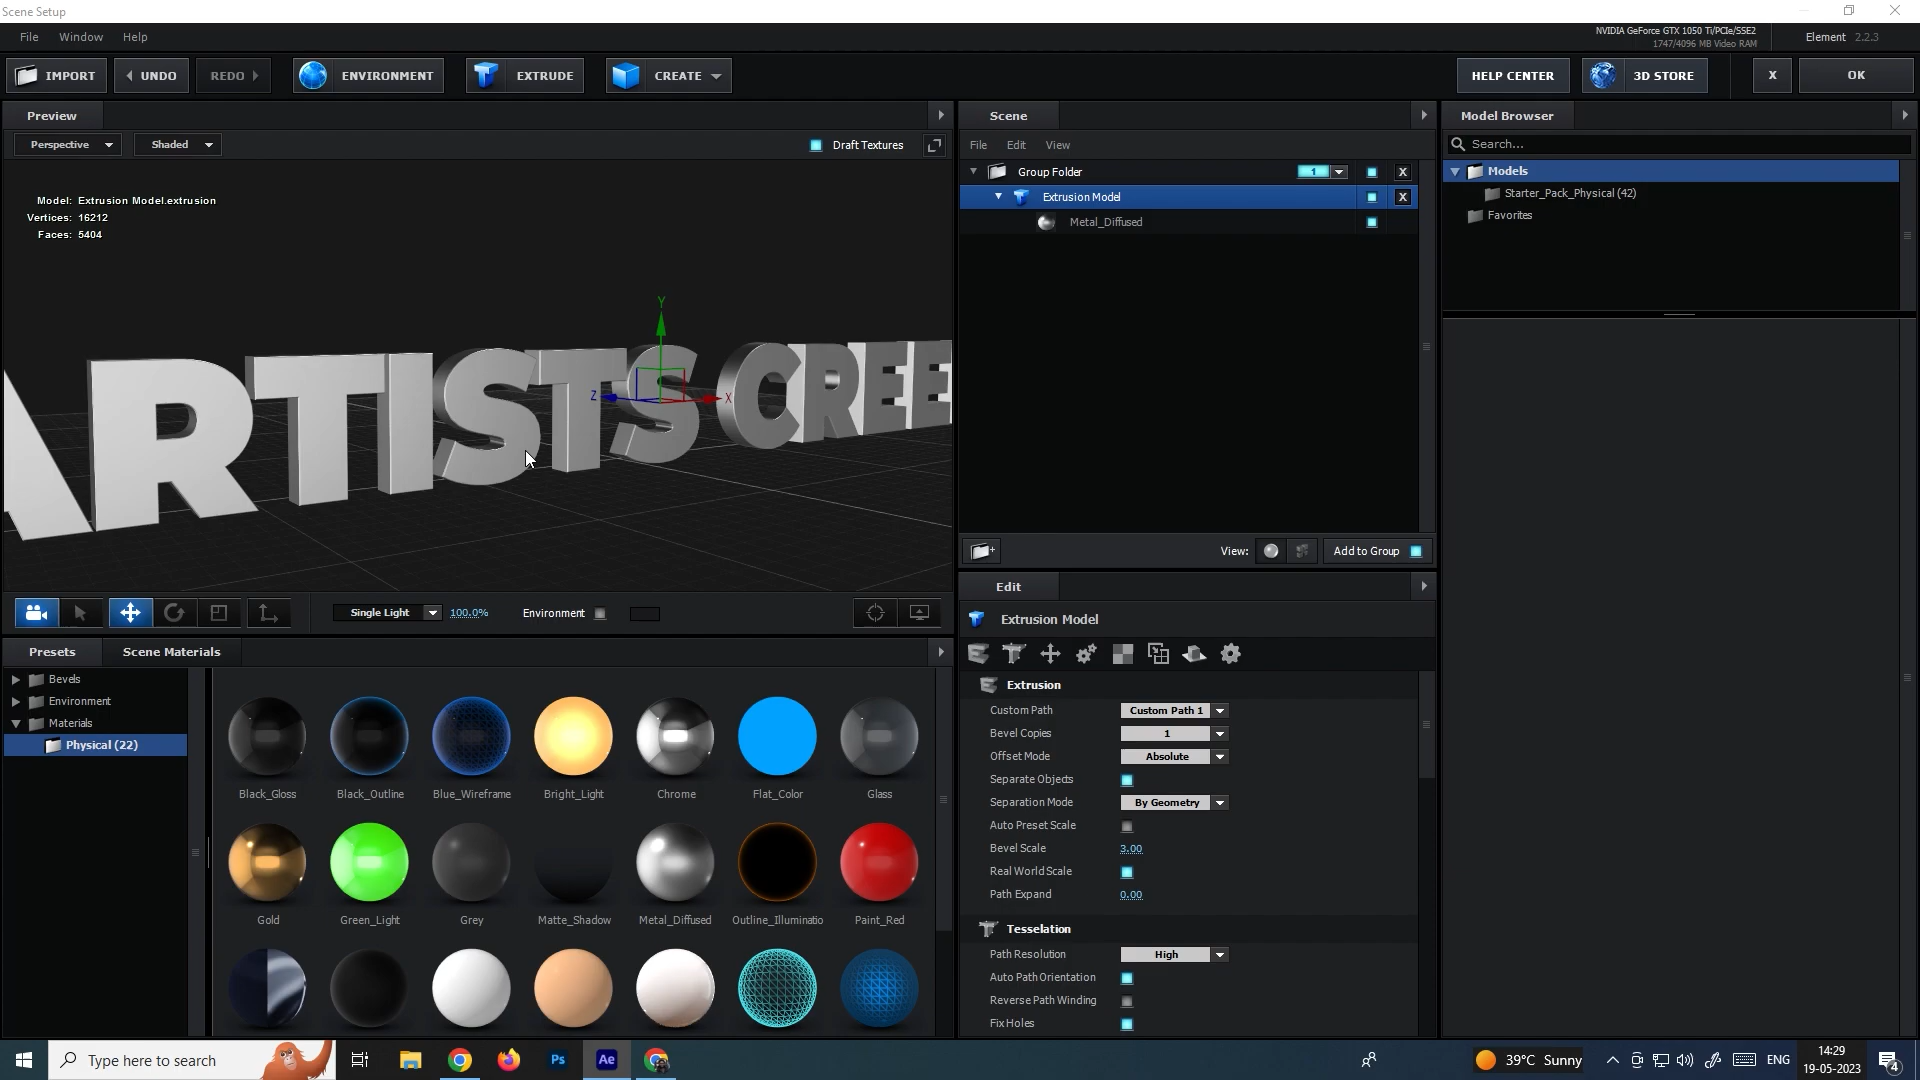 Scene Setup
File Window Help
NVIDIA GeForce GTX 1050 Ti/PCIe/SSE2
1747/4096 MB Video RAM
Element 2.2.3
IMPORT
UNDO
REDO
ENVIRONMENT
EXTRUDE
CREATE
HELP CENTER
3D STORE
X
OK
Preview
Perspective
Shaded
Draft Textures
Model: Extrusion Model.extrusion
Vertices: 16212
Faces: 5404
Y
Z
X
ARTISTS CREE
Single Light
100.0%
Environment
Scene
File Edit View
Group Folder
1
X
Extrusion Model
X
Metal_Diffused
View:
Add to Group
Model Browser
Search...
Models
Starter_Pack_Physical (42)
Favorites
Presets
Scene Materials
Bevels
Environment
Materials
Physical (22)
Black_Gloss
Black_Outline
Blue_Wireframe
Bright_Light
Chrome
Flat_Color
Glass
Gold
Green_Light
Grey
Matte_Shadow
Metal_Diffused
Outline_Illuminatio
Paint_Red
Edit
Extrusion Model
Extrusion
Custom Path Custom Path 1
Bevel Copies 1
Offset Mode Absolute
Separate Objects
Separation Mode By Geometry
Auto Preset Scale
Bevel Scale 3.00
Real World Scale
Path Expand 0.00
Tesselation
Path Resolution High
Auto Path Orientation
Reverse Path Winding
Fix Holes
Type here to search
Ps
Ae
39°C Sunny
ENG
14:29
19-05-2023
4